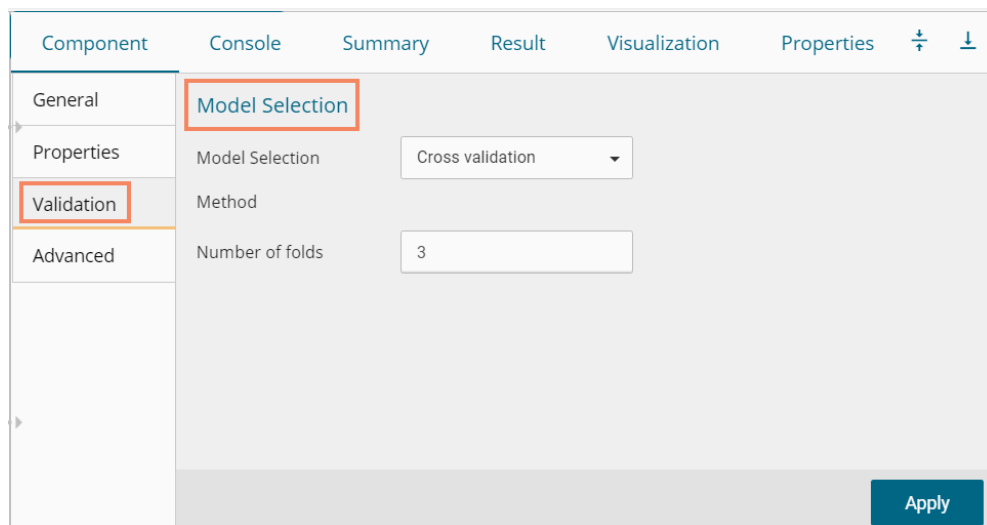 Component Console Summary Result Visualization Properties
General
Model Selection
Properties
Model Selection Cross validation
Validation
Method
Advanced
Number of folds 3
Apply